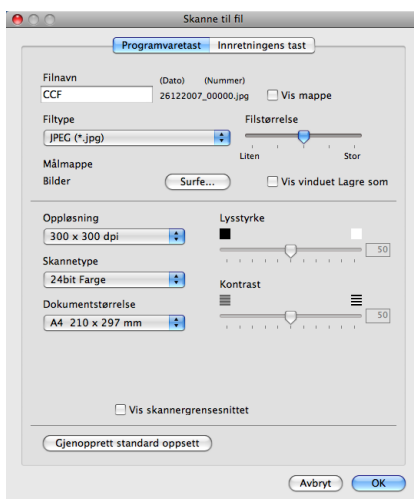 Skanne til fil
Programvaretast Innretningens tast
Filnavn (Dato) (Nummer)
CCF 26122007_00000.jpg Vis mappe
Filtype Filstørrelse
JPEG (*.jpg)
Liten Stor
Målmappe
Bilder Surfe... Vis vinduet Lagre som
Oppløsning Lysstyrke
300 x 300 dpi
50
Skannetype
24bit Farge
Kontrast
Dokumentstørrelse
A4 210 x 297 mm 50
Vis skannergrensesnittet
Gjenopprett standard oppsett
Avbryt OK